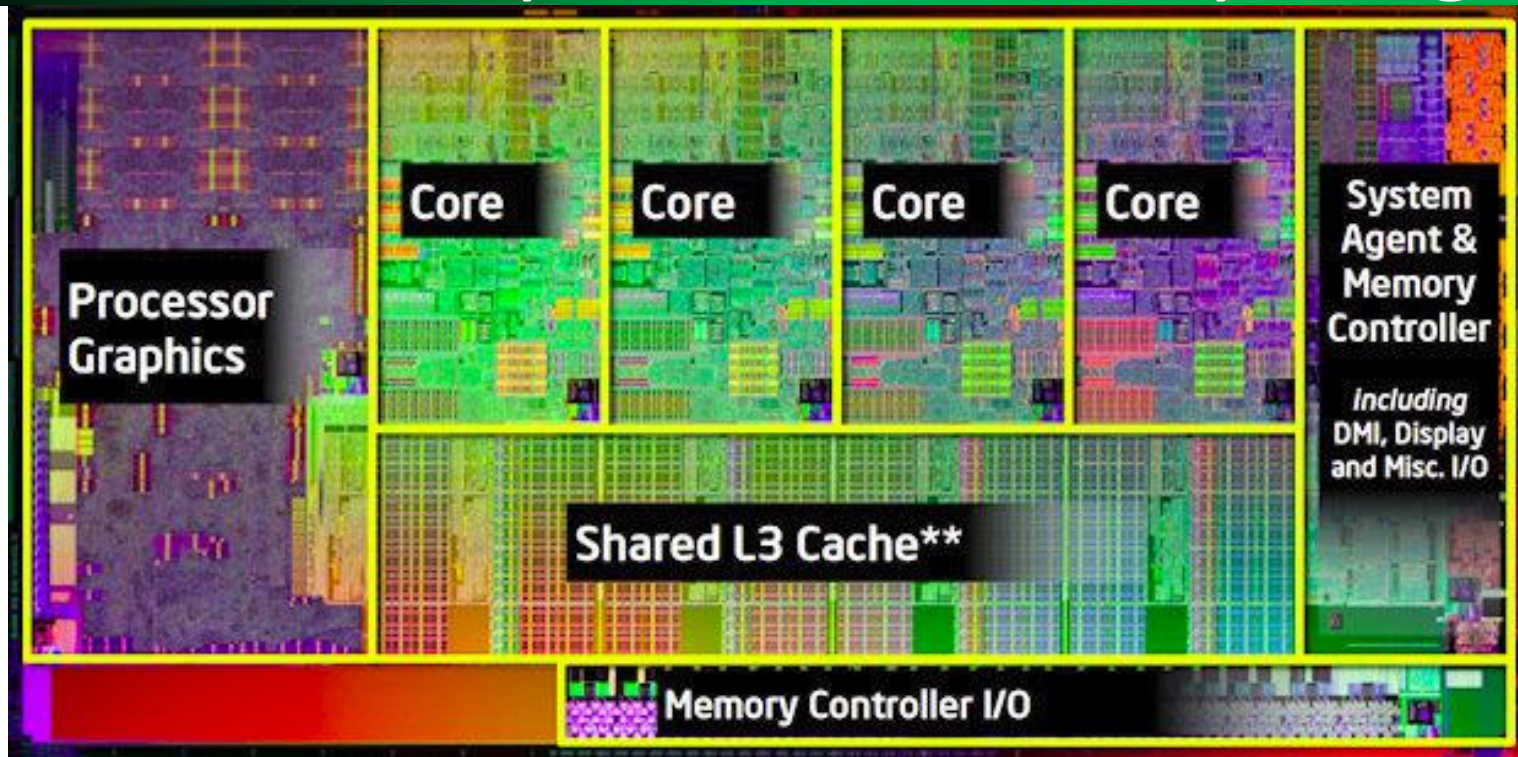 Processor
Graphics
Core
Core
Core
Core
System
Agent &
Memory
Controller
including
DMI, Display
and Misc. I/O
Shared L3 Cache**
Memory Controller I/O